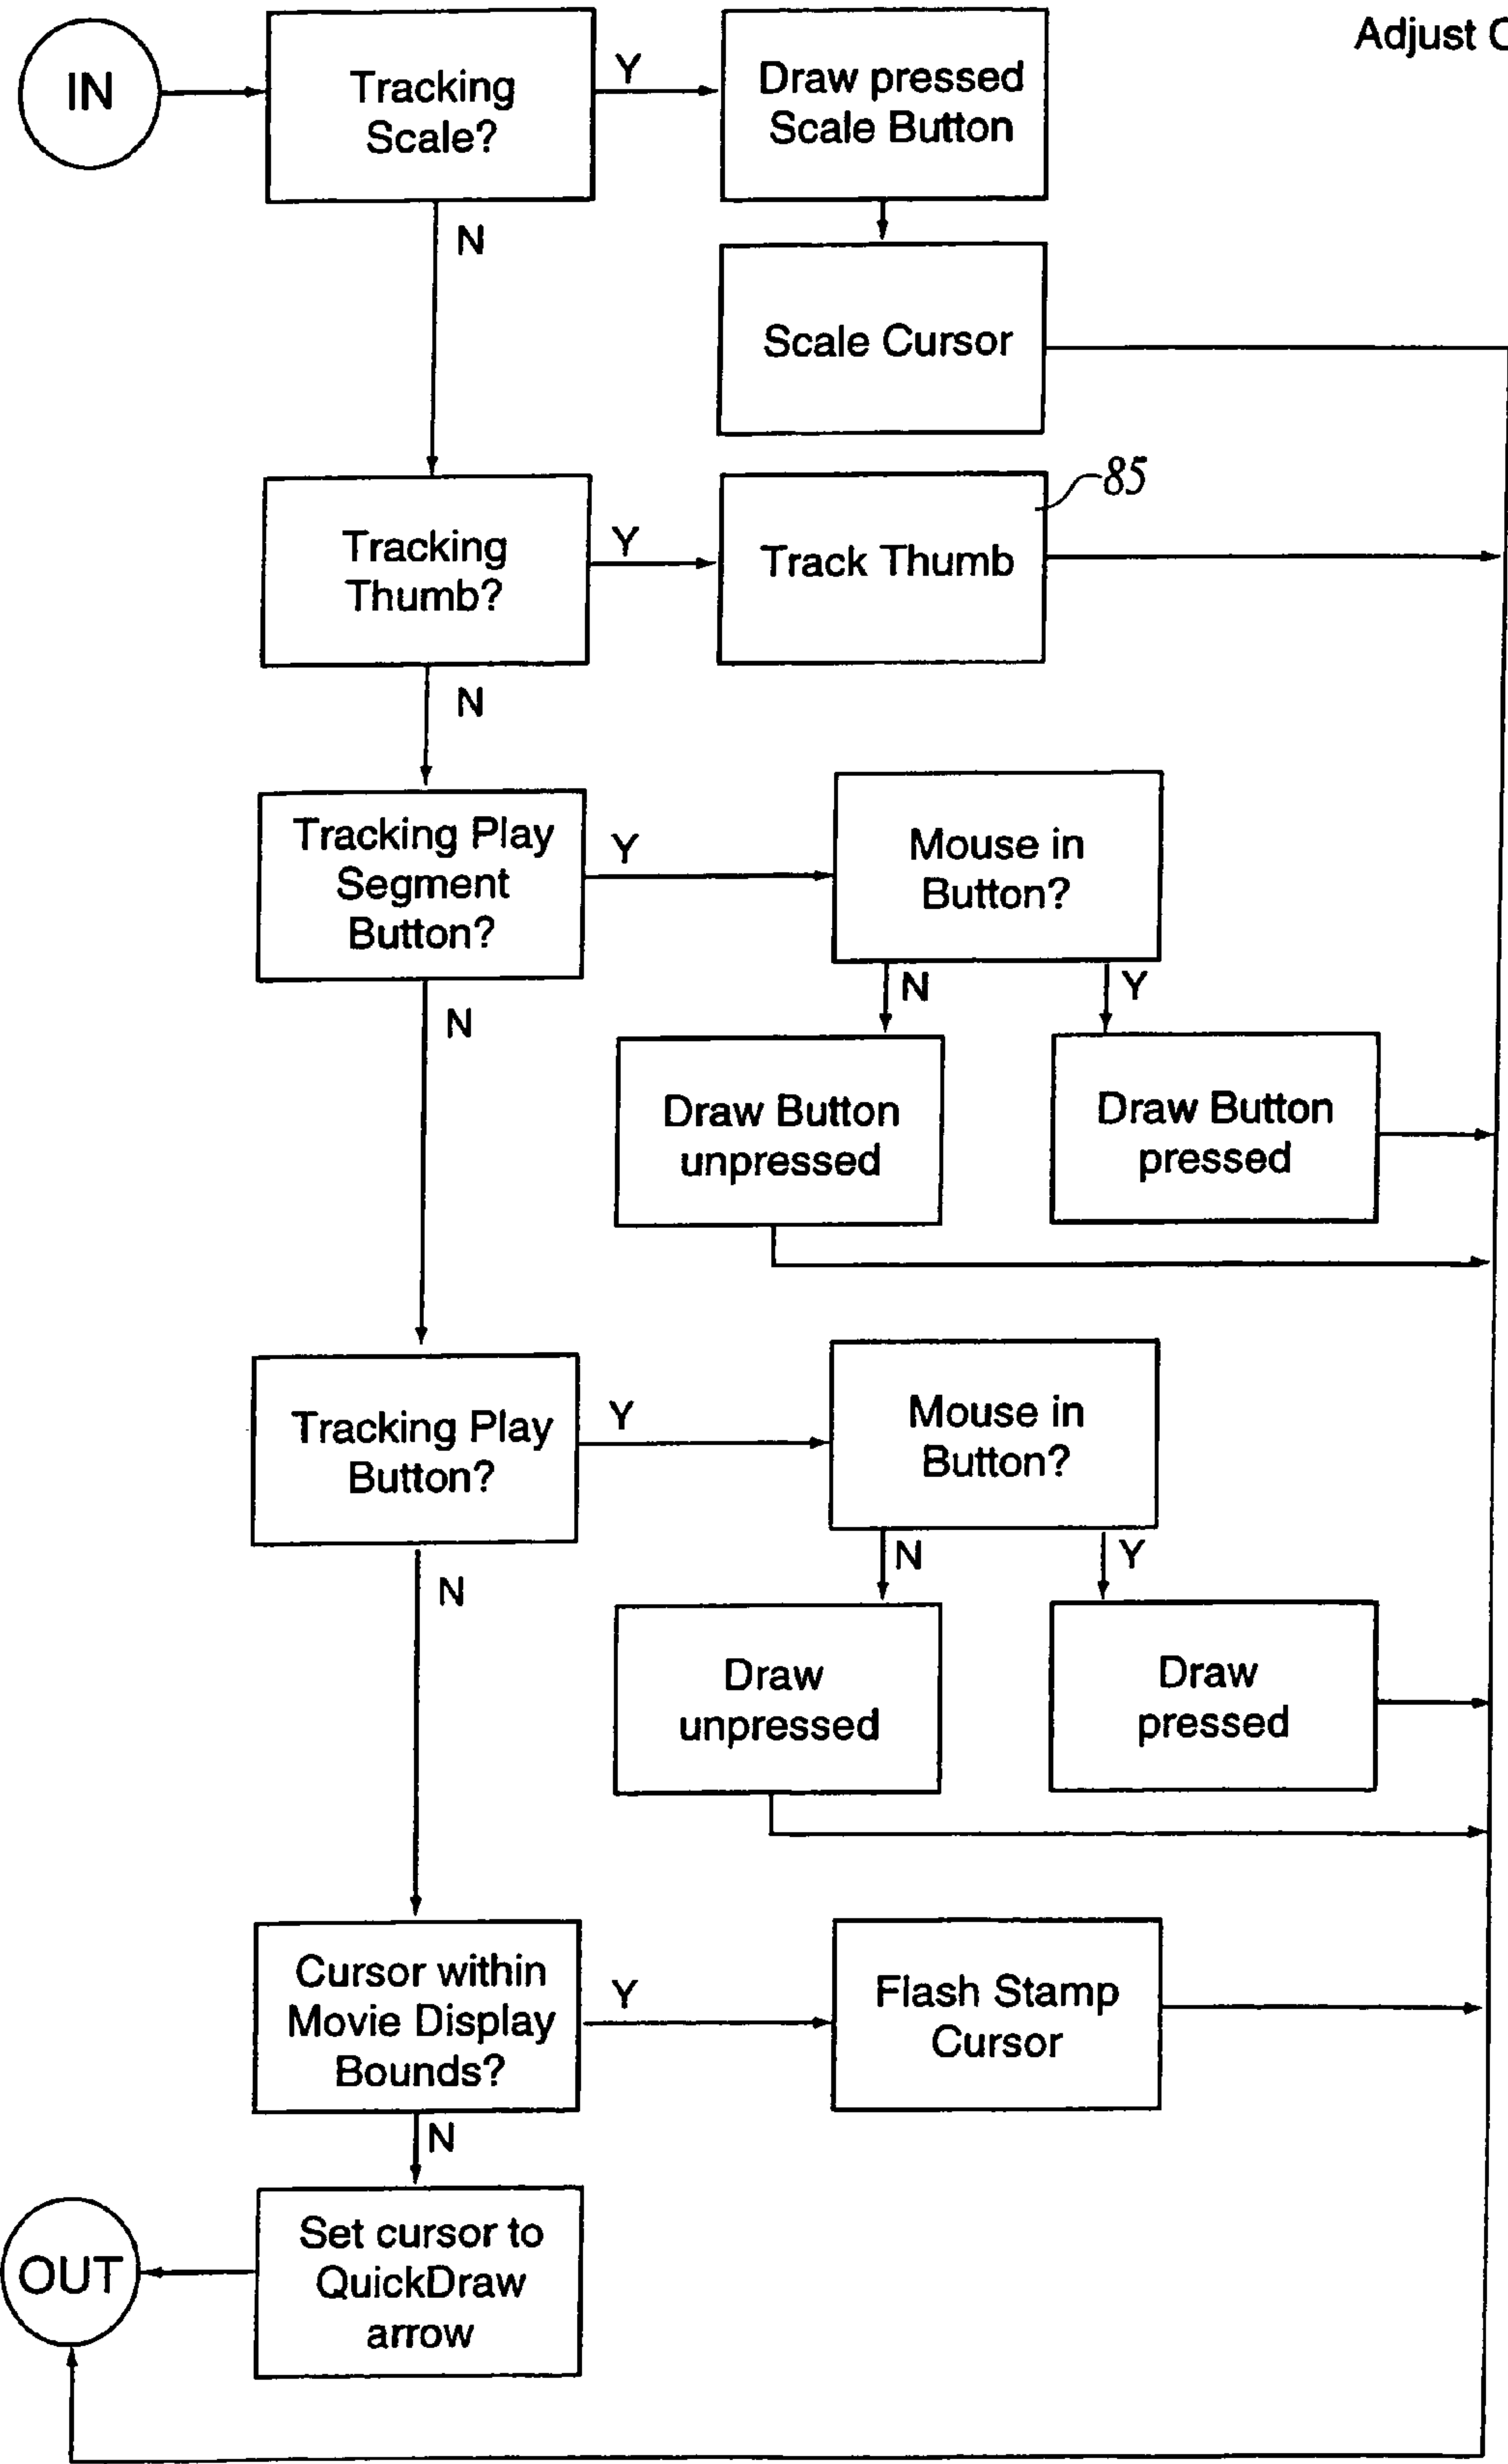 Adjust C
IN
Tracking
Scale?
Y
Draw pressed
Scale Button
N
Scale Cursor
Tracking
Thumb?
Y
Track Thumb
85
N
Tracking Play
Segment
Button?
Y
Mouse in
Button?
N
Y
N
Draw Button
unpressed
Draw Button
pressed
Tracking Play
Button?
Y
Mouse in
Button?
N
Y
N
Draw
unpressed
Draw
pressed
Cursor within
Movie Display
Bounds?
Y
Flash Stamp
Cursor
N
Set cursor to
QuickDraw
arrow
OUT